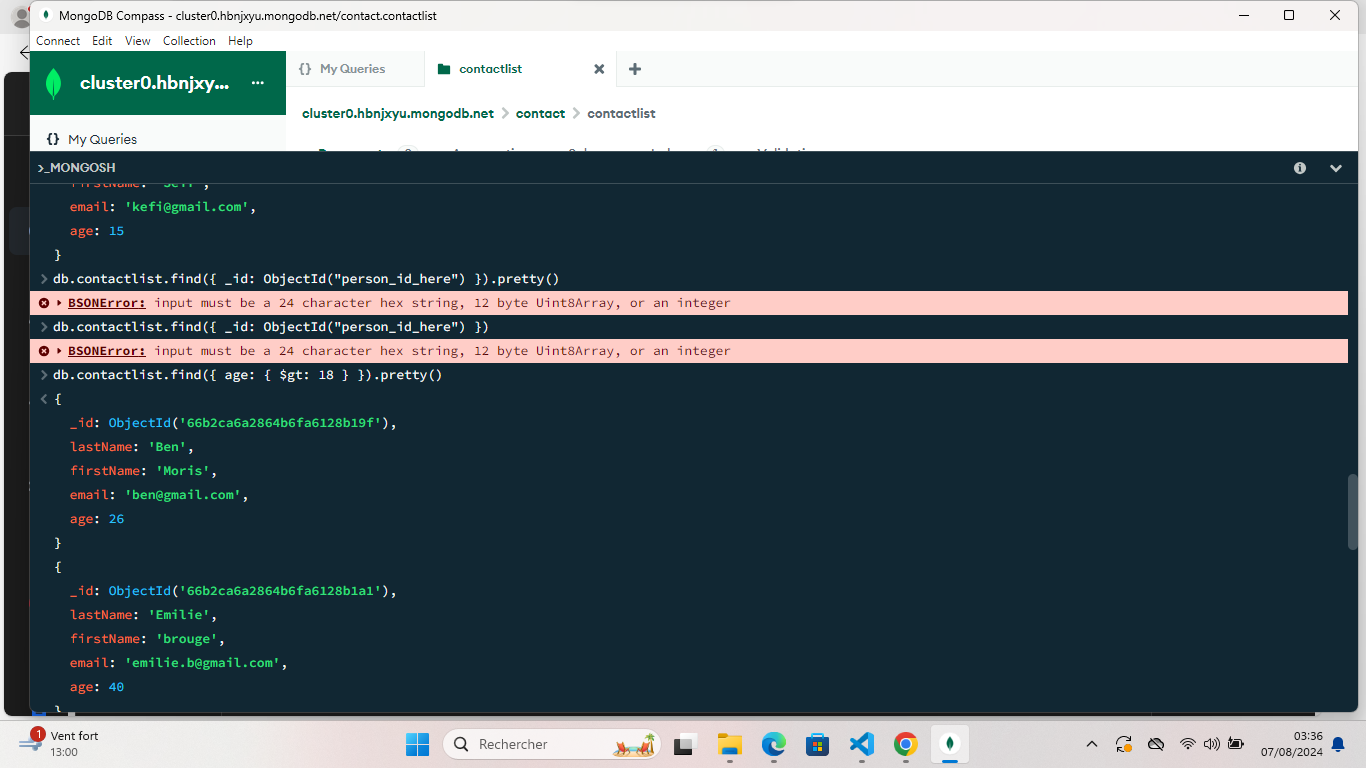 MongoDB Compass - cluster0.hbnjxyu.mongodb.net/contact.contactlist
Connect Edit View Collection Help
cluster0.hbnjxy... ...
{} My Queries
contactlist
cluster0.hbnjxyu.mongodb.net > contact > contactlist
{} My Queries
>_MONGOSH
firstName: 'Seif',
email: 'kefi@gmail.com',
age: 15
}
> db.contactlist.find({ _id: ObjectId("person_id_here") }).pretty()
BSONError: input must be a 24 character hex string, 12 byte Uint8Array, or an integer
> db.contactlist.find({ _id: ObjectId("person_id_here") })
BSONError: input must be a 24 character hex string, 12 byte Uint8Array, or an integer
> db.contactlist.find({ age: { $gt: 18 } }).pretty()
< {
_id: ObjectId('66b2ca6a2864b6fa6128b19f'),
lastName: 'Ben',
firstName: 'Moris',
email: 'ben@gmail.com',
age: 26
}
{
_id: ObjectId('66b2ca6a2864b6fa6128b1a1'),
lastName: 'Emilie',
firstName: 'brouge',
email: 'emilie.b@gmail.com',
age: 40
}
1
Vent fort
13:00
Rechercher
03:36
07/08/2024